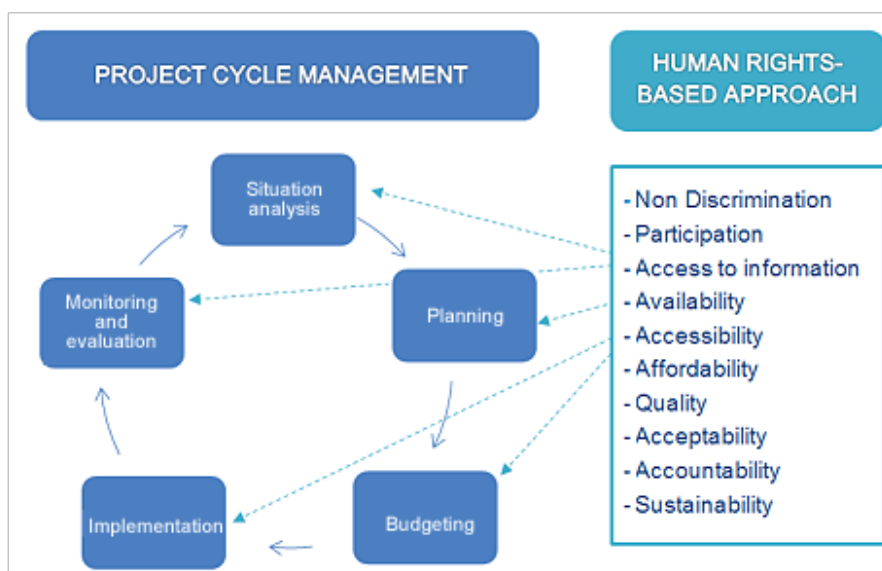 PROJECT CYCLE MANAGEMENT
HUMAN RIGHTS-
BASED APPROACH
Situation
analysis
Planning
Budgeting
Implementation
Monitoring
and
evaluation
- Non Discrimination
- Participation
- Access to information
- Availability
- Accessibility
- Affordability
- Quality
- Acceptability
- Accountability
- Sustainability